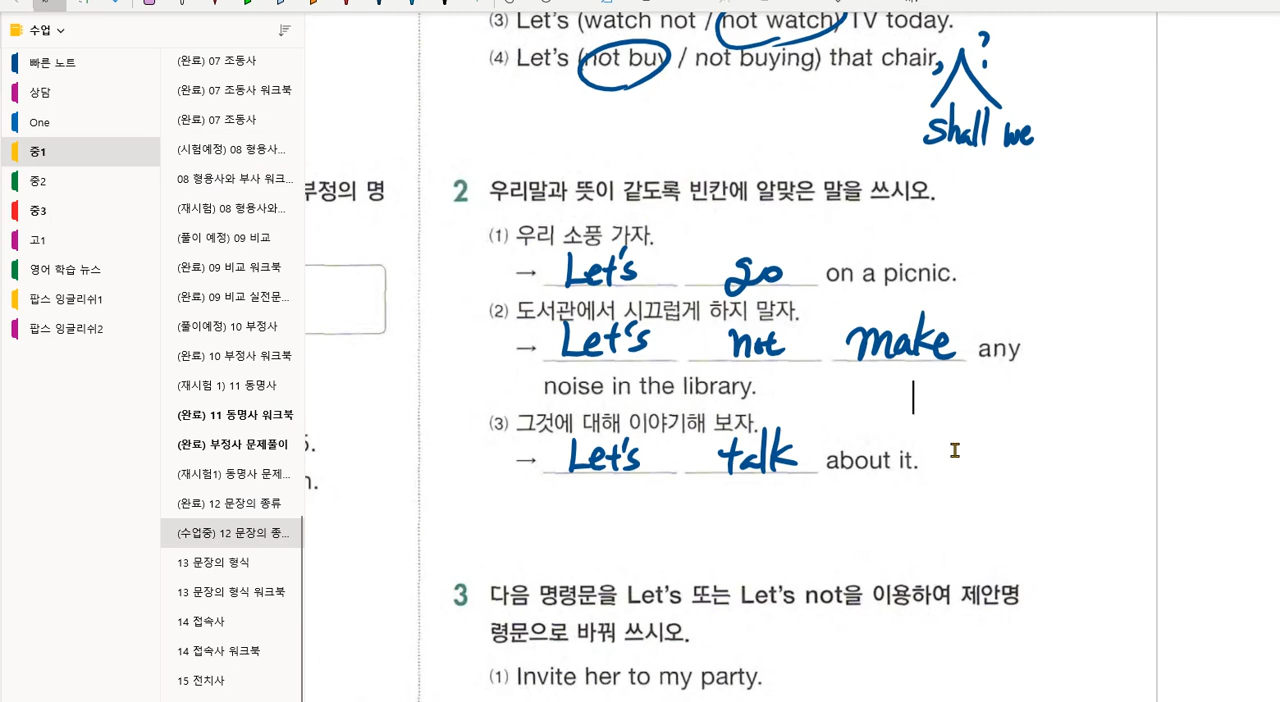 수업
빠른 노트
상담
One
중1
중2
중3
고1
영어 학습 뉴스
팝스 잉글리쉬1
팝스 잉글리쉬2
(완료) 07 조동사
(완료) 07 조동사 워크북
(완료) 07 조동사
(시험예정) 08 형용사...
08 형용사와 부사 워크...
(재시험) 08 형용사와...
(풀이 예정) 09 비교
(완료) 09 비교 워크북
(완료) 09 비교 실전문...
(풀이예정) 10 부정사
(완료) 10 부정사 워크북
(재시험 1) 11 동명사
(완료) 11 동명사 워크북
(완료) 부정사 문제풀이
(재시험1) 동명사 문제...
(완료) 12 문장의 종류
(수업중) 12 문장의 종...
13 문장의 형식
13 문장의 형식 워크북
14 접속사
14 접속사 워크북
15 전치사
부정의 명
(3) Let's (watch not / not watch) TV today.
(4) Let's (not buy / not buying) that chair, ?
shall we
2 우리말과 뜻이 같도록 빈칸에 알맞은 말을 쓰시오.
(1) 우리 소풍 가자.
→ Let's go on a picnic.
(2) 도서관에서 시끄럽게 하지 말자.
→ Let's not make any
noise in the library.
(3) 그것에 대해 이야기해 보자.
→ Let's talk about it.
3 다음 명령문을 Let's 또는 Let's not을 이용하여 제안명
령문으로 바꿔 쓰시오.
(1) Invite her to my party.